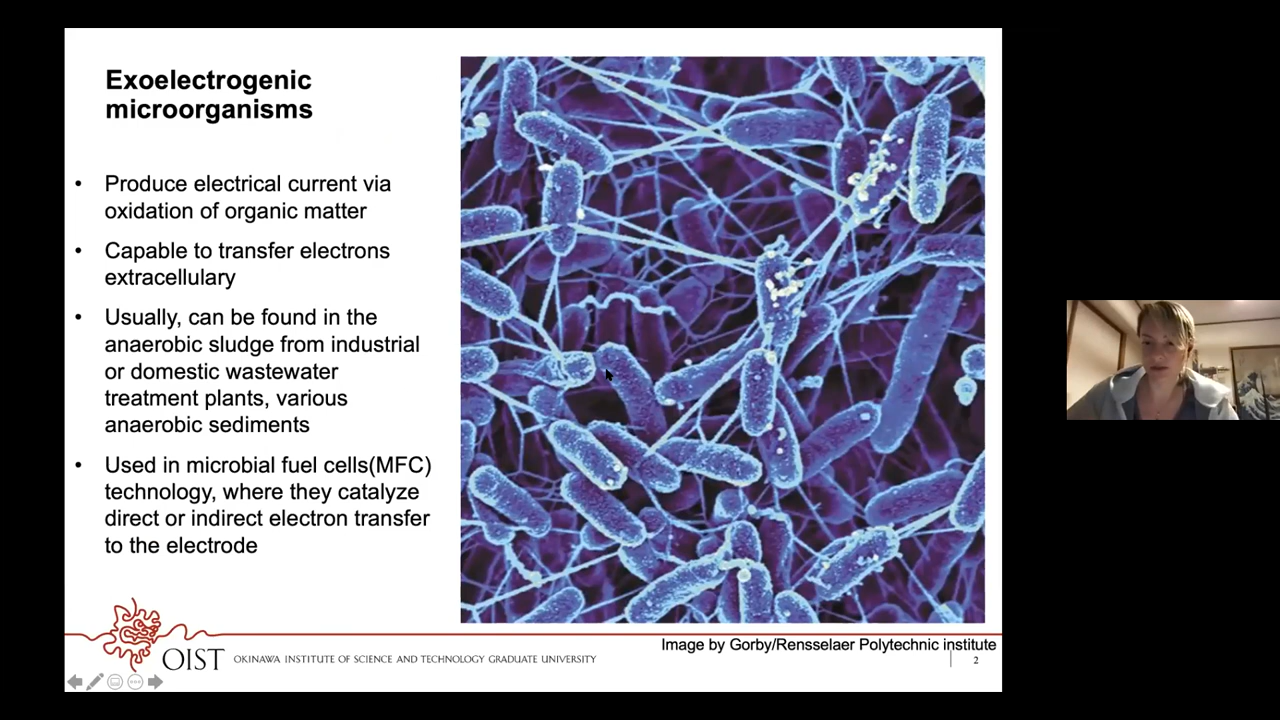 Exoelectrogenic
microorganisms
• Produce electrical current via
oxidation of organic matter
• Capable to transfer electrons
extracellulary
• Usually, can be found in the
anaerobic sludge from industrial
or domestic wastewater
treatment plants, various
anaerobic sediments
• Used in microbial fuel cells(MFC)
technology, where they catalyze
direct or indirect electron transfer
to the electrode
Image by Gorby/Rensselaer Polytechnic institute
OIST OKINAWA INSTITUTE OF SCIENCE AND TECHNOLOGY GRADUATE UNIVERSITY
2